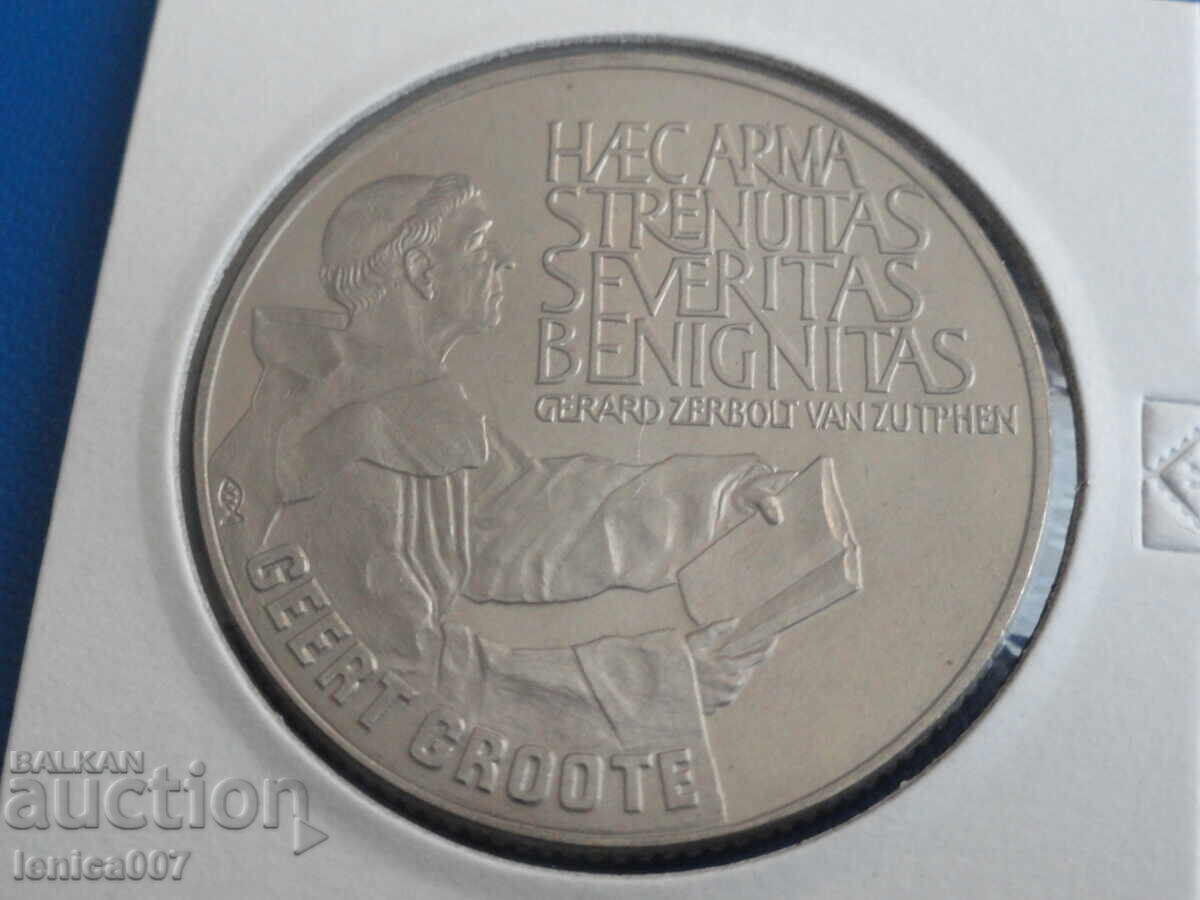 HÆC ARMA
STRENUITAS
SEVERITAS
BENIGNITAS
GERARD ZERBOLT VAN ZUTPHEN
GEERT GROOTE
BALKAN
auction
lenica007